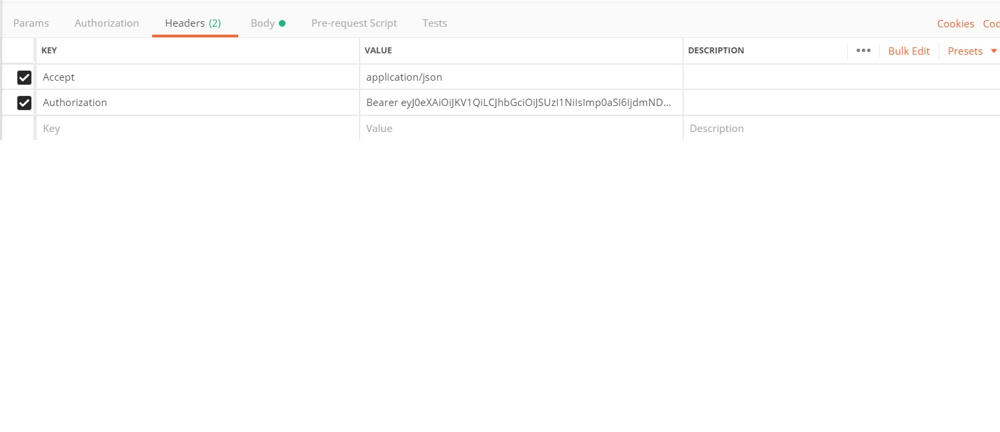 Params Authorization Headers (2) Body Pre-request Script Tests Cookies Cod
KEY VALUE DESCRIPTION ••• Bulk Edit Presets
Accept application/json
Authorization Bearer eyJ0eXAiOiJKV1QiLCJhbGciOiJSUzI1NiIsImp0aSI6IjdmND...
Key Value Description